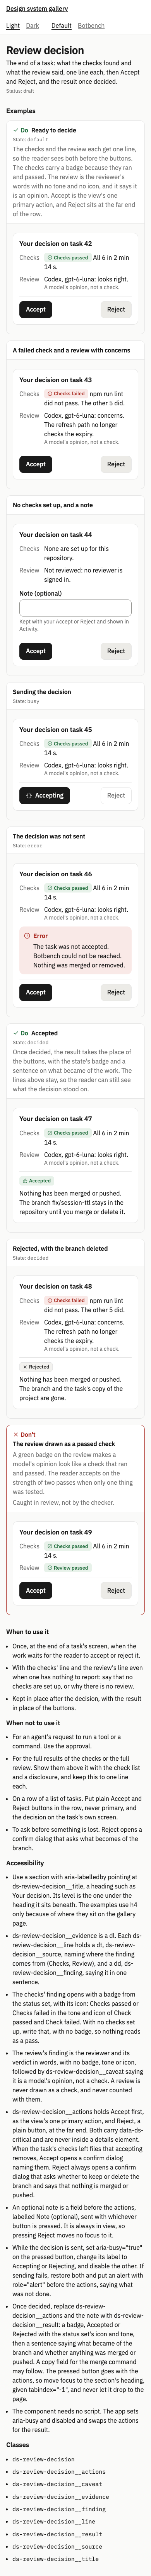 Design system gallery
Light Dark Default Botbench
Review decision
The end of a task: what the checks found and
what the review said, one line each, then Accept
and Reject, and the result once decided.
Status: draft
Examples
Do Ready to decide
State: default
The checks and the review each get one line,
so the reader sees both before the buttons.
The checks carry a badge because they ran
and passed. The review is the reviewer's
words with no tone and no icon, and it says it
is an opinion. Accept is the view's one
primary action, and Reject sits at the far end
of the row.
Your decision on task 42
Checks Checks passed All 6 in 2 min
14 s.
Review Codex, gpt-6-luna: looks right.
A model's opinion, not a check.
Accept Reject
A failed check and a review with concerns
Your decision on task 43
Checks Checks failed npm run lint
did not pass. The other 5 did.
Review Codex, gpt-6-luna: concerns.
The refresh path no longer
checks the expiry.
A model's opinion, not a check.
Accept Reject
No checks set up, and a note
Your decision on task 44
Checks None are set up for this
repository.
Review Not reviewed: no reviewer is
signed in.
Note (optional)
Kept with your Accept or Reject and shown in
Activity.
Accept Reject
Sending the decision
State: busy
Your decision on task 45
Checks Checks passed All 6 in 2 min
14 s.
Review Codex, gpt-6-luna: looks right.
A model's opinion, not a check.
Accepting Reject
The decision was not sent
State: error
Your decision on task 46
Checks Checks passed All 6 in 2 min
14 s.
Review Codex, gpt-6-luna: looks right.
A model's opinion, not a check.
Error
The task was not accepted.
Botbench could not be reached.
Nothing was merged or removed.
Accept Reject
Do Accepted
State: decided
Once decided, the result takes the place of
the buttons, with the state's badge and a
sentence on what became of the work. The
lines above stay, so the reader can still see
what the decision stood on.
Your decision on task 47
Checks Checks passed All 6 in 2 min
14 s.
Review Codex, gpt-6-luna: looks right.
A model's opinion, not a check.
Accepted
Nothing has been merged or pushed.
The branch fix/session-ttl stays in the
repository until you merge or delete it.
Rejected, with the branch deleted
State: decided
Your decision on task 48
Checks Checks failed npm run lint
did not pass. The other 5 did.
Review Codex, gpt-6-luna: concerns.
The refresh path no longer
checks the expiry.
A model's opinion, not a check.
Rejected
Nothing has been merged or pushed.
The branch and the task's copy of the
project are gone.
Don't
The review drawn as a passed check
A green badge on the review makes a
model's opinion look like a check that ran
and passed. The reader accepts on the
strength of two passes when only one thing
was tested.
Caught in review, not by the checker.
Your decision on task 49
Checks Checks passed All 6 in 2 min
14 s.
Review Review passed
Accept Reject
When to use it
• Once, at the end of a task's screen, when the
work waits for the reader to accept or reject it.
• With the checks' line and the review's line even
when one has nothing to report: say that no
checks are set up, or why there is no review.
• Kept in place after the decision, with the result
in place of the buttons.
When not to use it
• For an agent's request to run a tool or a
command. Use the approval.
• For the full results of the checks or the full
review. Show them above it with the check list
and a disclosure, and keep this to one line
each.
• On a row of a list of tasks. Put plain Accept and
Reject buttons in the row, never primary, and
the decision on the task's own screen.
• To ask before something is lost. Reject opens a
confirm dialog that asks what becomes of the
branch.
Accessibility
• Use a section with aria-labelledby pointing at
ds-review-decision__title, a heading such as
Your decision. Its level is the one under the
heading it sits beneath. The examples use h4
only because of where they sit on the gallery
page.
• ds-review-decision__evidence is a dl. Each ds-
review-decision__line holds a dt, ds-review-
decision__source, naming where the finding
comes from (Checks, Review), and a dd, ds-
review-decision__finding, saying it in one
sentence.
• The checks' finding opens with a badge from
the status set, with its icon: Checks passed or
Checks failed in the tone and icon of Check
passed and Check failed. With no checks set
up, write that, with no badge, so nothing reads
as a pass.
• The review's finding is the reviewer and its
verdict in words, with no badge, tone or icon,
followed by ds-review-decision__caveat saying
it is a model's opinion, not a check. A review is
never drawn as a check, and never counted
with them.
• ds-review-decision__actions holds Accept first,
as the view's one primary action, and Reject, a
plain button, at the far end. Both carry data-ds-
critical and are never inside a details element.
When the task's checks left files that accepting
removes, Accept opens a confirm dialog
naming them. Reject always opens a confirm
dialog that asks whether to keep or delete the
branch and says that nothing is merged or
pushed.
• An optional note is a field before the actions,
labelled Note (optional), sent with whichever
button is pressed. It is always in view, so
pressing Reject moves no focus to it.
• While the decision is sent, set aria-busy="true"
on the pressed button, change its label to
Accepting or Rejecting, and disable the other. If
sending fails, restore both and put an alert with
role="alert" before the actions, saying what
was not done.
• Once decided, replace ds-review-
decision__actions and the note with ds-review-
decision__result: a badge, Accepted or
Rejected with the status set's icon and tone,
then a sentence saying what became of the
branch and whether anything was merged or
pushed. A copy field for the merge command
may follow. The pressed button goes with the
actions, so move focus to the section's heading,
given tabindex="-1", and never let it drop to the
page.
• The component needs no script. The app sets
aria-busy and disabled and swaps the actions
for the result.
Classes
• ds-review-decision
• ds-review-decision__actions
• ds-review-decision__caveat
• ds-review-decision__evidence
• ds-review-decision__finding
• ds-review-decision__line
• ds-review-decision__result
• ds-review-decision__source
• ds-review-decision__title